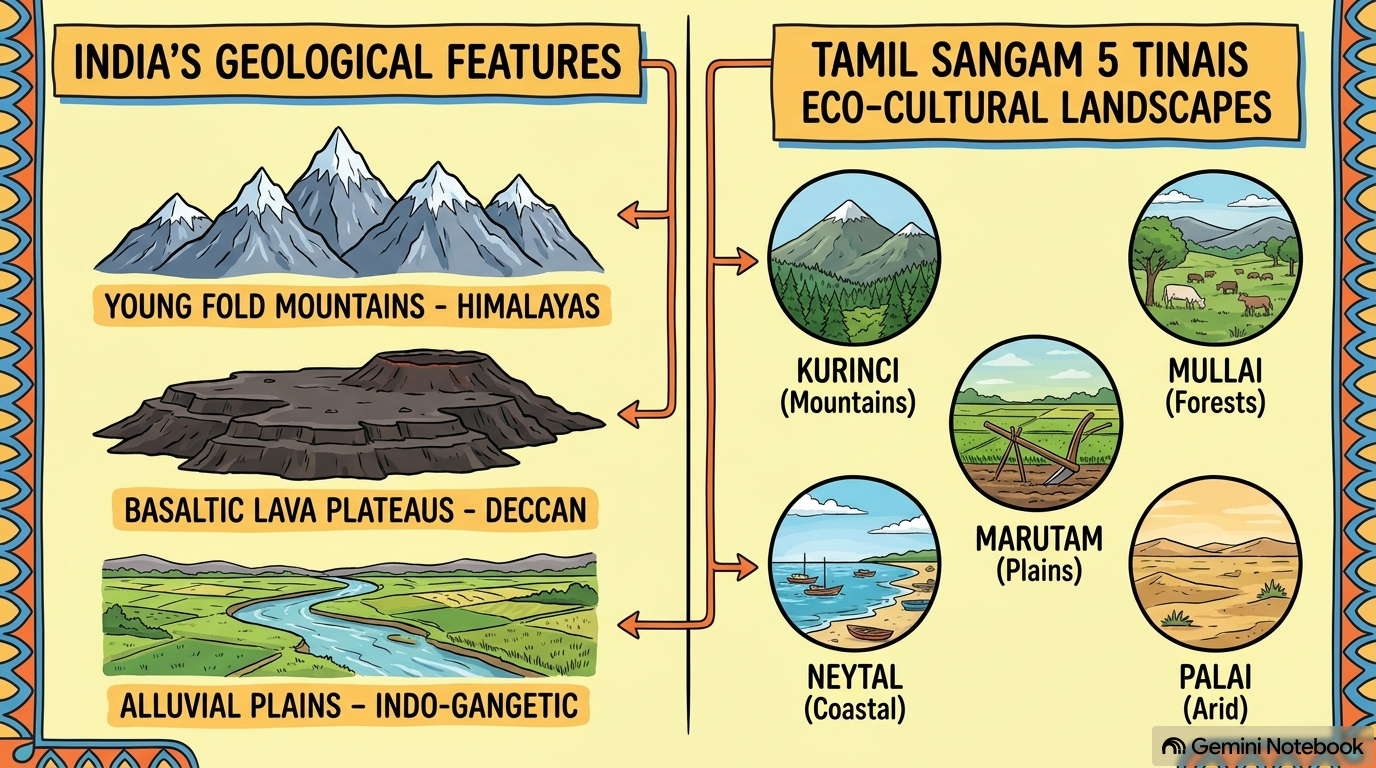 INDIA'S GEOLOGICAL FEATURES
YOUNG FOLD MOUNTAINS - HIMALAYAS
BASALTIC LAVA PLATEAUS - DECCAN
ALLUVIAL PLAINS – INDO-GANGETIC
TAMIL SANGAM 5 TINAIS
ECO-CULTURAL LANDSCAPES
KURINCI
(Mountains)
MULLAI
(Forests)
MARUTAM
(Plains)
NEYTAL
(Coastal)
PALAI
(Arid)
Gemini Notebook